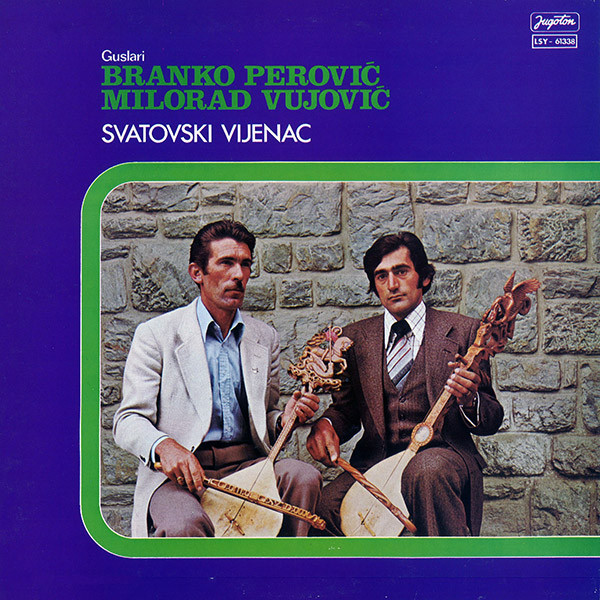 Jugoton
LSY - 61338
Guslari
BRANKO PEROVIĆ
MILORAD VUJOVIĆ
SVATOVSKI VIJENAC